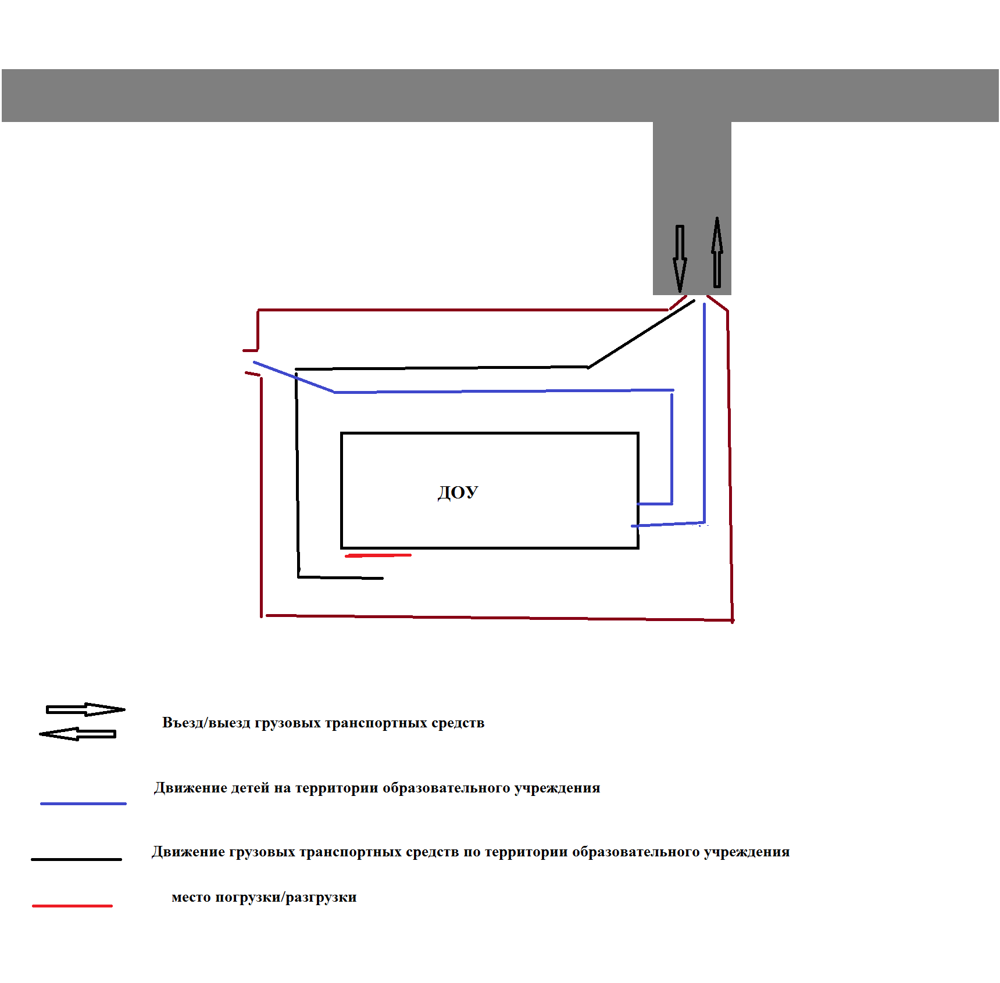 ДОУ
Въезд/выезд грузовых транспортных средств
Движение детей на территории образовательного учреждения
Движение грузовых транспортных средств по территории образовательного учреждения
место погрузки/разгрузки